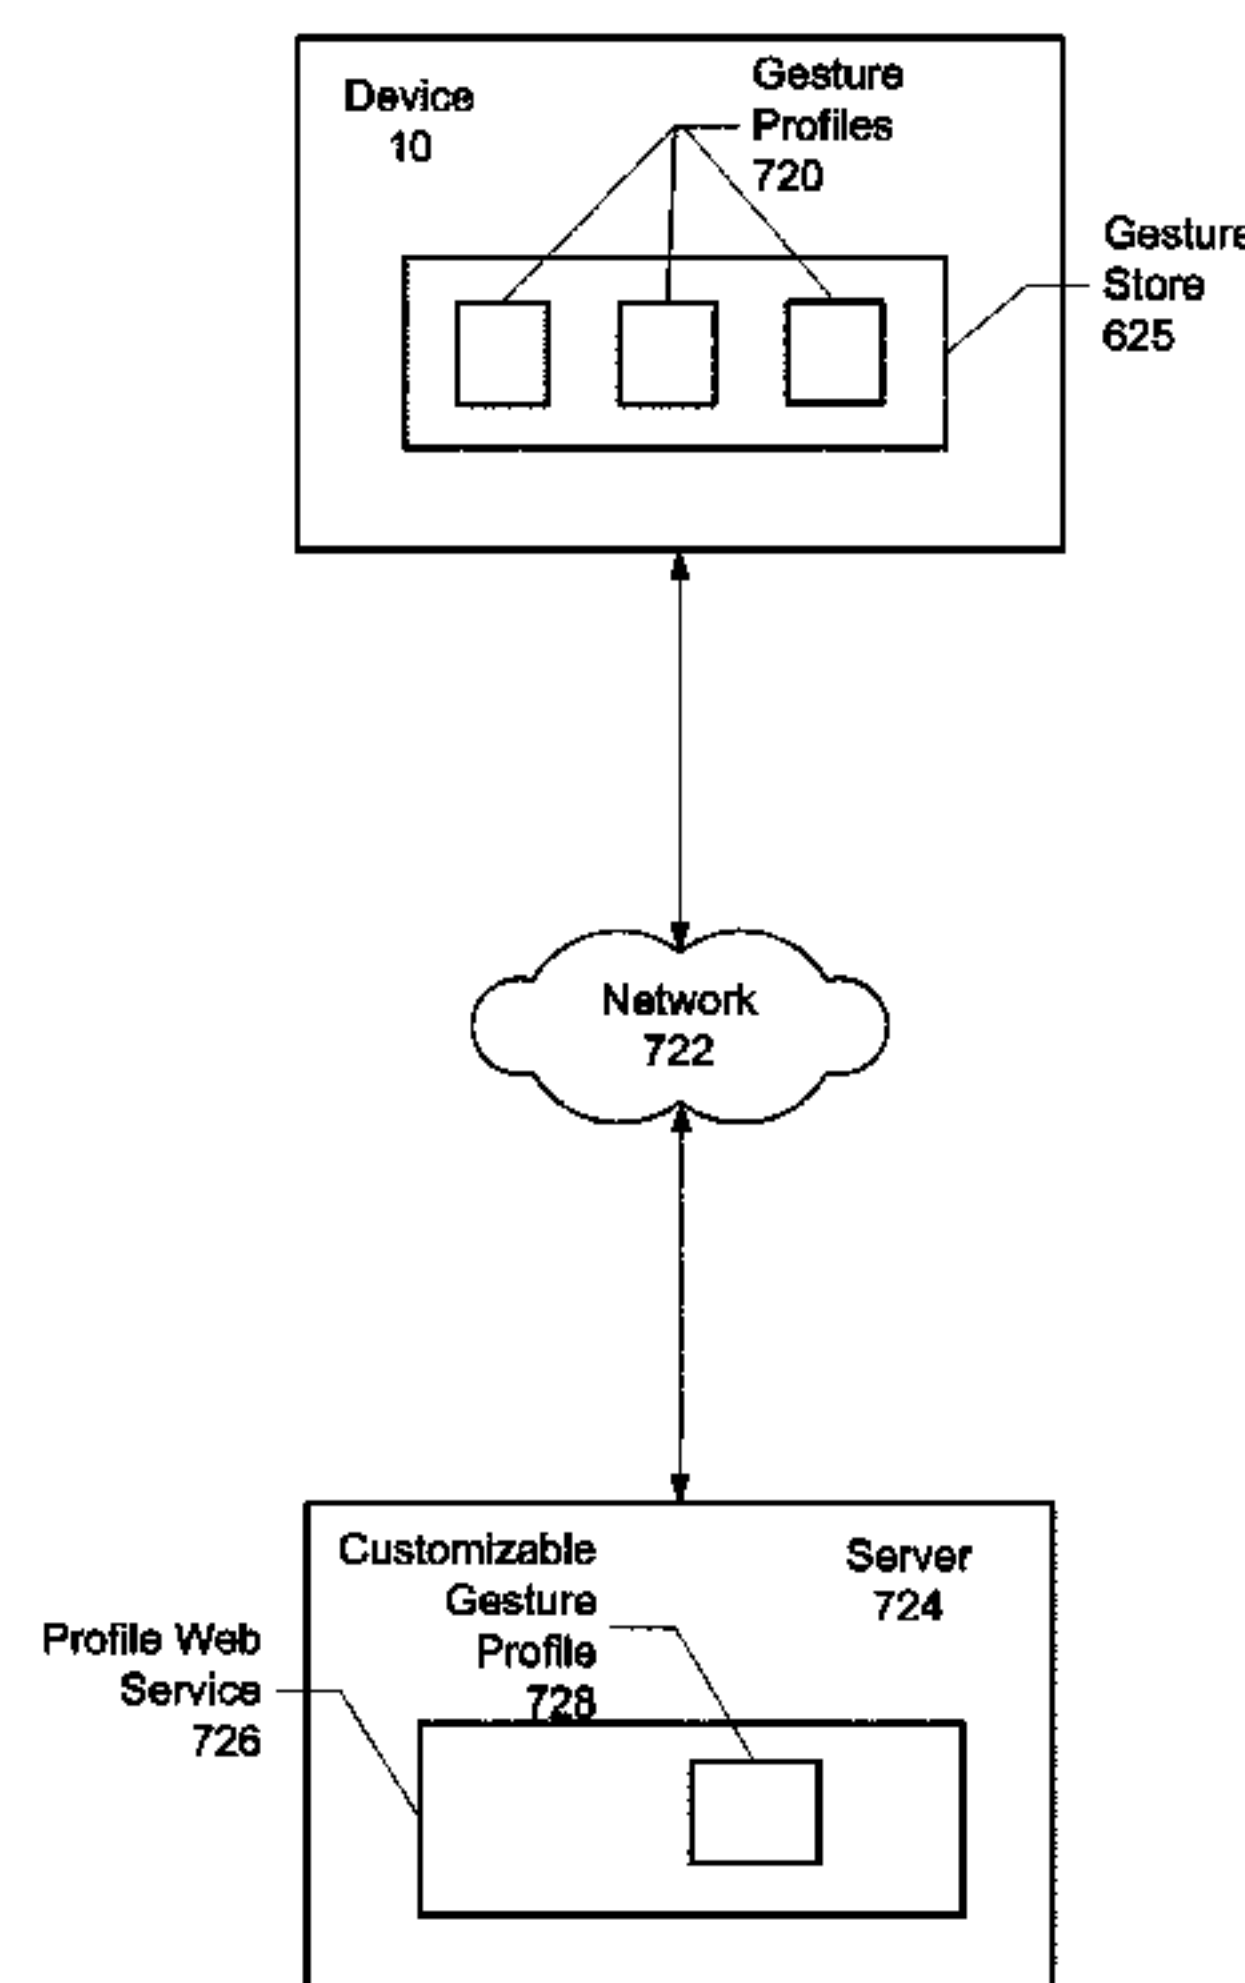 Device
10
Gesture
Profiles
720
Gesture
Store
625
Network
722
Customizable
Gesture
Profile
728
Server
724
Profile Web
Service
726